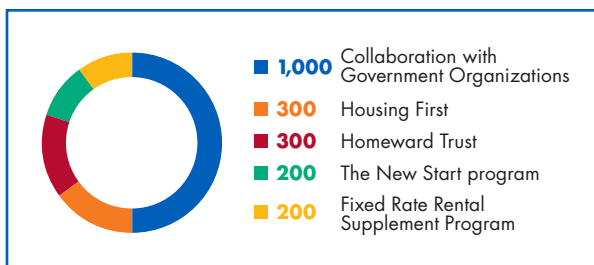 1,000 Collaboration with
Government Organizations
300 Housing First
300 Homeward Trust
200 The New Start program
200 Fixed Rate Rental
Supplement Program